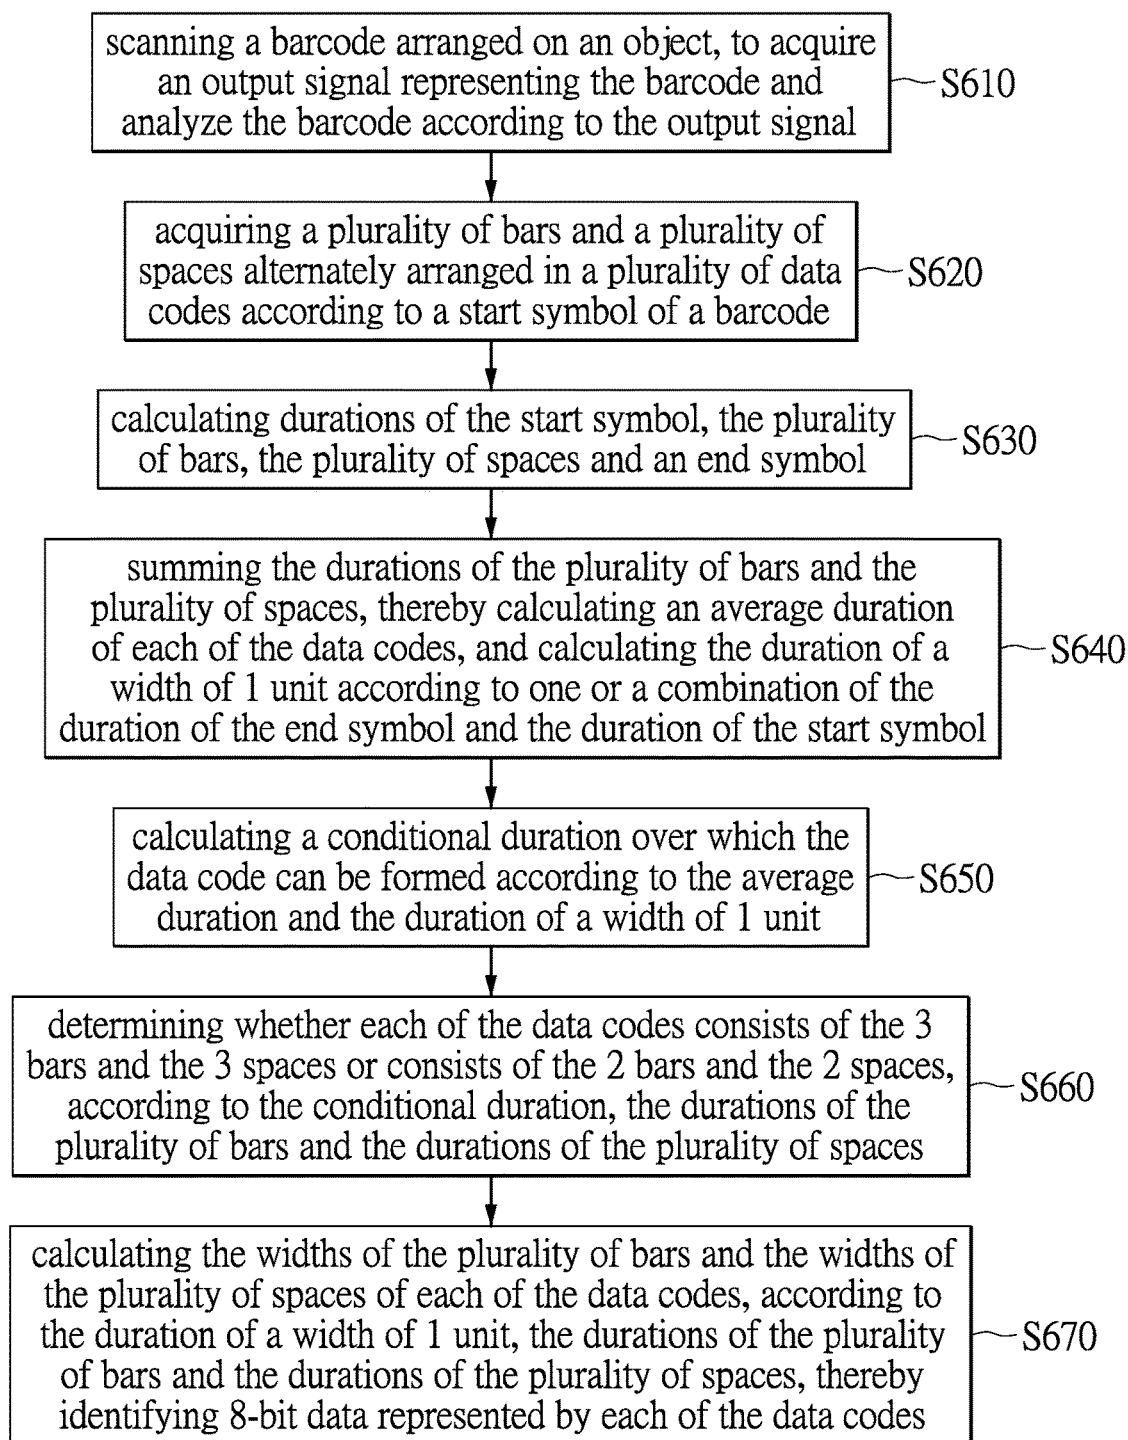 scanning a barcode arranged on an object, to acquire
an output signal representing the barcode and
analyze the barcode according to the output signal
S610
acquiring a plurality of bars and a plurality of
spaces alternately arranged in a plurality of data
codes according to a start symbol of a barcode
S620
calculating durations of the start symbol, the plurality
of bars, the plurality of spaces and an end symbol
S630
summing the durations of the plurality of bars and the
plurality of spaces, thereby calculating an average duration
of each of the data codes, and calculating the duration of a
width of 1 unit according to one or a combination of the
duration of the end symbol and the duration of the start symbol
S640
calculating a conditional duration over which the
data code can be formed according to the average
duration and the duration of a width of 1 unit
S650
determining whether each of the data codes consists of the 3
bars and the 3 spaces or consists of the 2 bars and the 2 spaces,
according to the conditional duration, the durations of the
plurality of bars and the durations of the plurality of spaces
S660
calculating the widths of the plurality of bars and the widths of
the plurality of spaces of each of the data codes, according to
the duration of a width of 1 unit, the durations of the plurality
of bars and the durations of the plurality of spaces, thereby
identifying 8-bit data represented by each of the data codes
S670